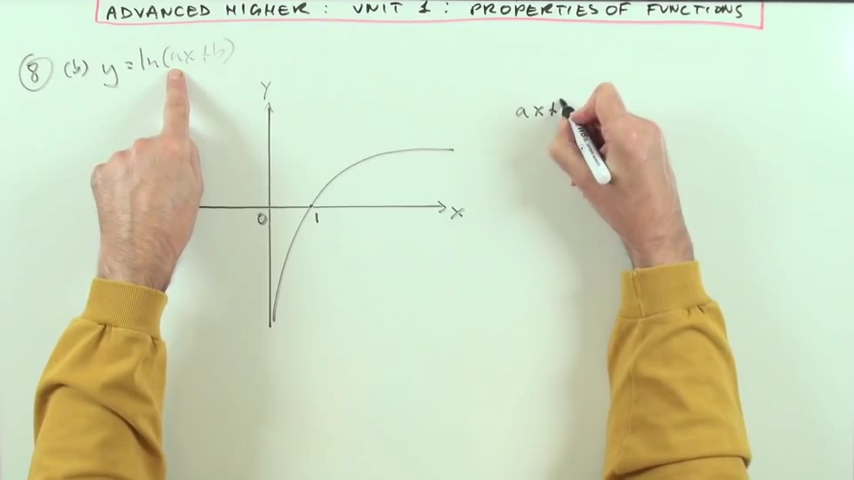 ADVANCED HIGHER: UNIT 1: PROPERTIES OF FUNCTIONS
8 (b) y = ln(ax+b)
Y
ax+
0
1
X